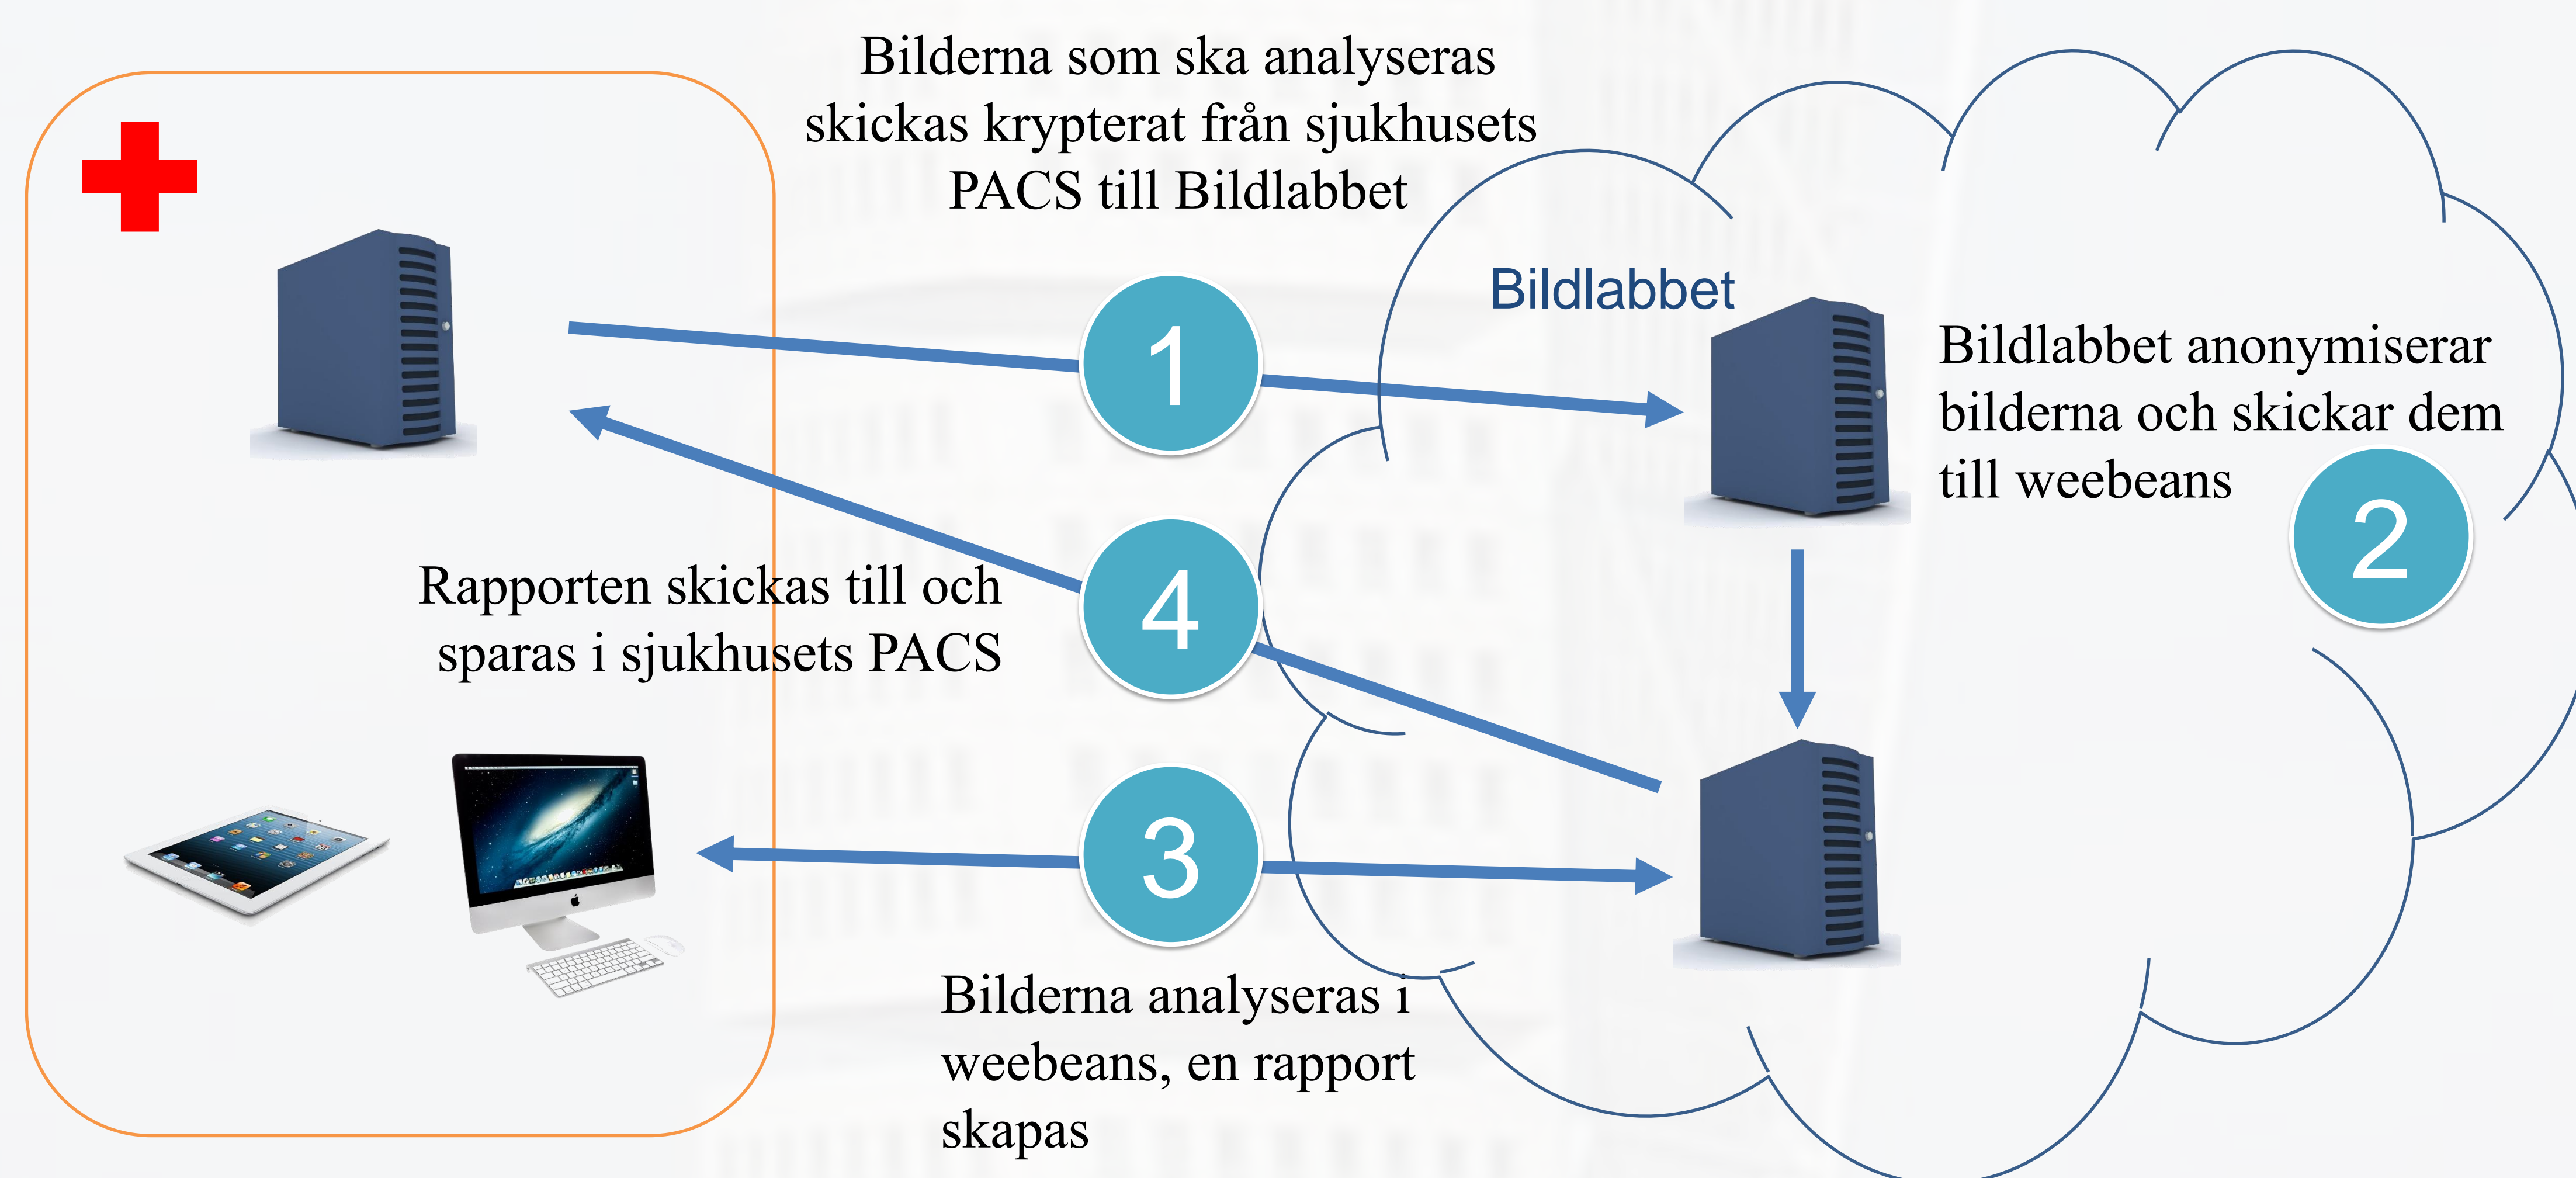 Bilderna som ska analyseras
skickas krypterat från sjukhusets
PACS till Bildlabbet
1
Bildlabbet
Bildlabbet anonymiserar
bilderna och skickar dem
till weebeans
2
Rapporten skickas till och
sparas i sjukhusets PACS
4
3
Bilderna analyseras i
weebeans, en rapport
skapas